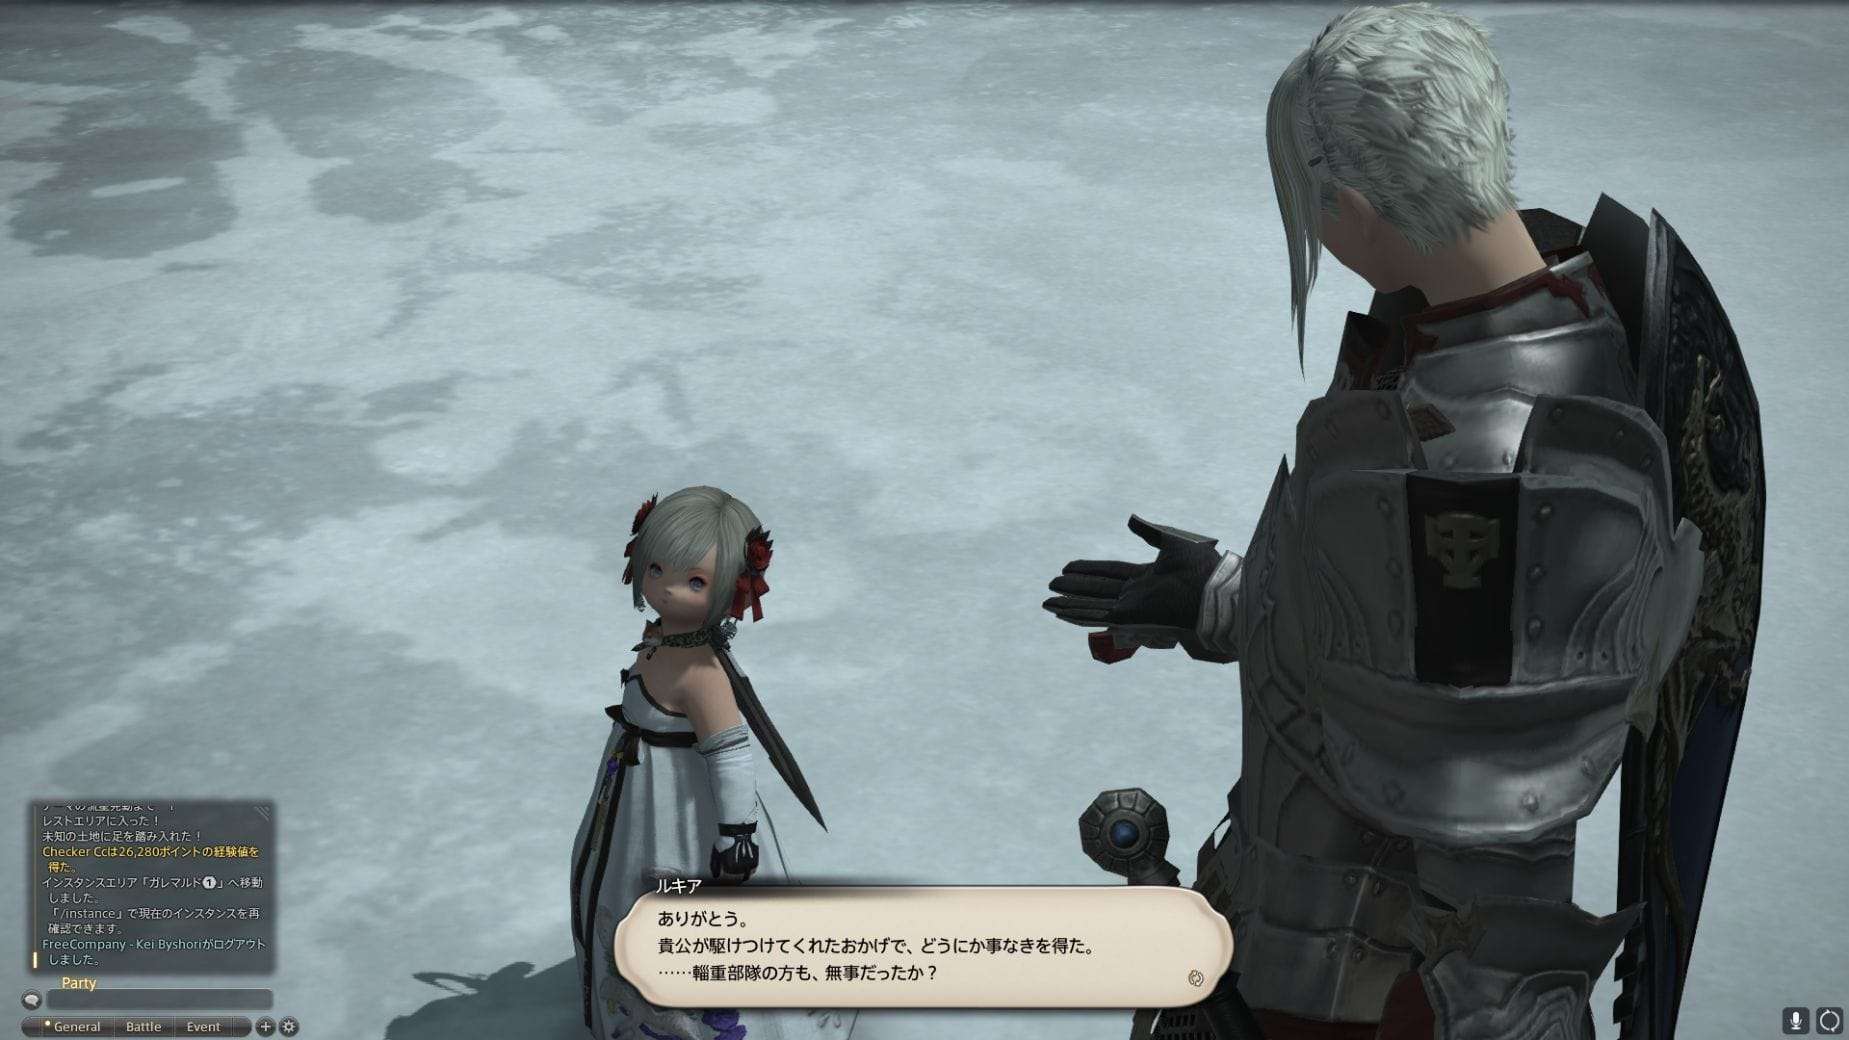 レストエリアに入った！
未知の土地に足を踏み入れた！
Checker Ccは26,280ポイントの経験値を
得た。
インスタンスエリア「ガレマルド1」へ移動
しました。
「/instance」で現在のインスタンスを再
確認できます。
FreeCompany - Kei Byshoriがログアウト
しました。
Party
General Battle Event
ルキア
ありがとう。
貴公が駆けつけてくれたおかげで、どうにか事なきを得た。
……輜重部隊の方も、無事だったか？